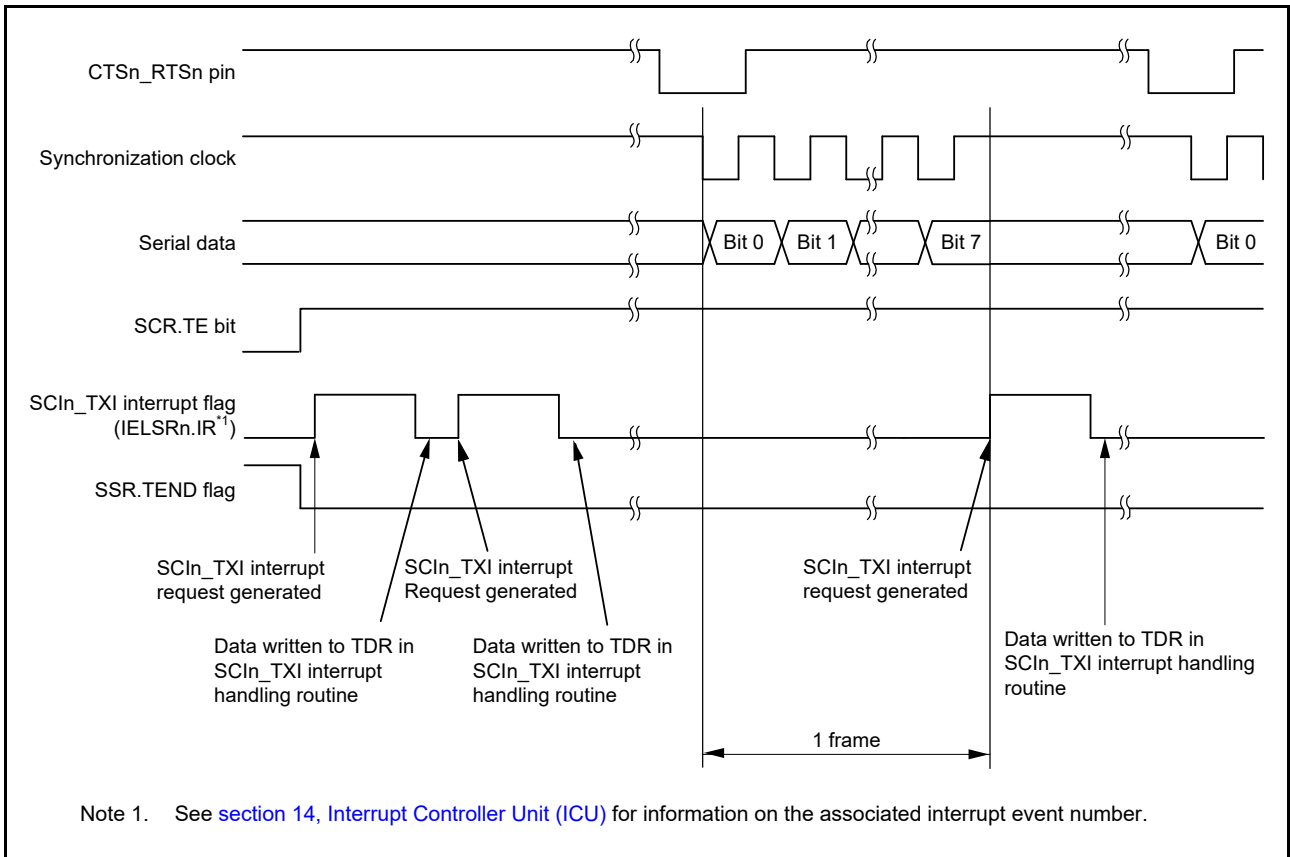 CTSn_RTSn pin
Synchronization clock
Serial data
Bit 0
Bit 1
Bit 7
Bit 0
SCR.TE bit
SCIn_TXI interrupt flag
(IELSRn.IR*1)
SSR.TEND flag
SCIn_TXI interrupt
request generated
SCIn_TXI interrupt
Request generated
SCIn_TXI interrupt
request generated
Data written to TDR in
SCIn_TXI interrupt
handling routine
Data written to TDR in
SCIn_TXI interrupt
handling routine
Data written to TDR in
SCIn_TXI interrupt handling
routine
1 frame
Note 1. See section 14, Interrupt Controller Unit (ICU) for information on the associated interrupt event number.